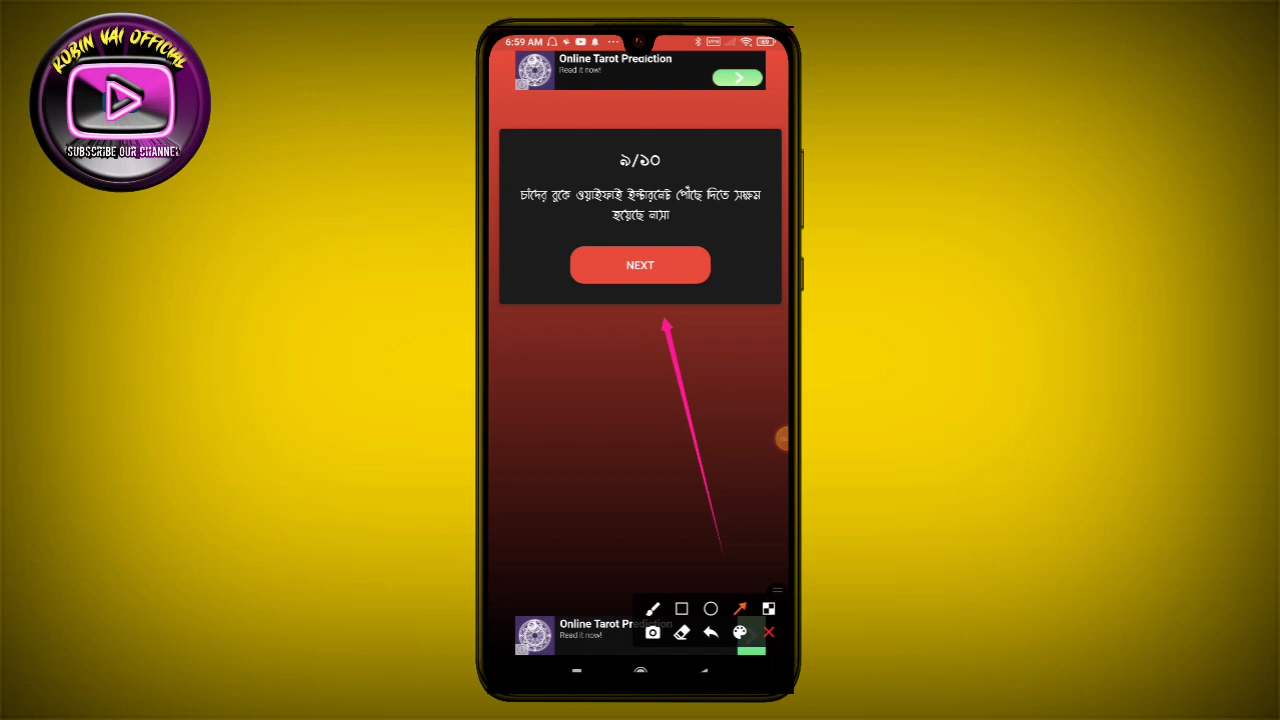 ROBIN VAI OFFICIAL
SUBSCRIBE OUR CHANNEL
6:59 AM
69
Online Tarot Prediction
Read it now!
৯/১০
চাঁদের বুকে ওয়াইফাই ইন্টারনেট পৌঁছে দিতে সক্ষম
হয়েছে নাসা
NEXT
Online Tarot Prediction
Read it now!